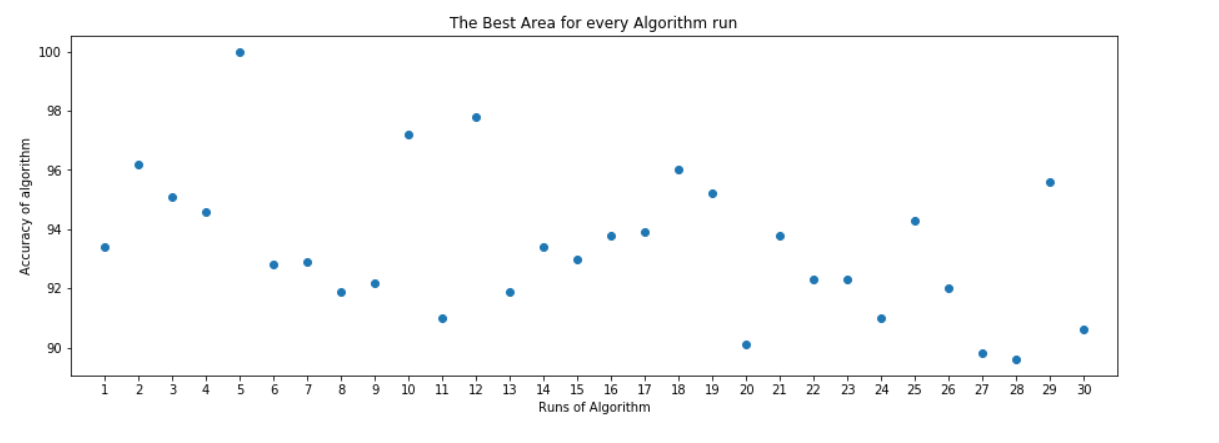 The Best Area for every Algorithm run
Accuracy of algorithm
100
98
96
94
92
90
1 2 3 4 5 6 7 8 9 10 11 12 13 14 15 16 17 18 19 20 21 22 23 24 25 26 27 28 29 30
Runs of Algorithm